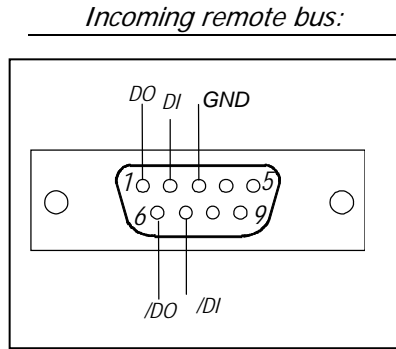 Incoming remote bus:
DO DI GND
1 5
6 9
/DO /DI